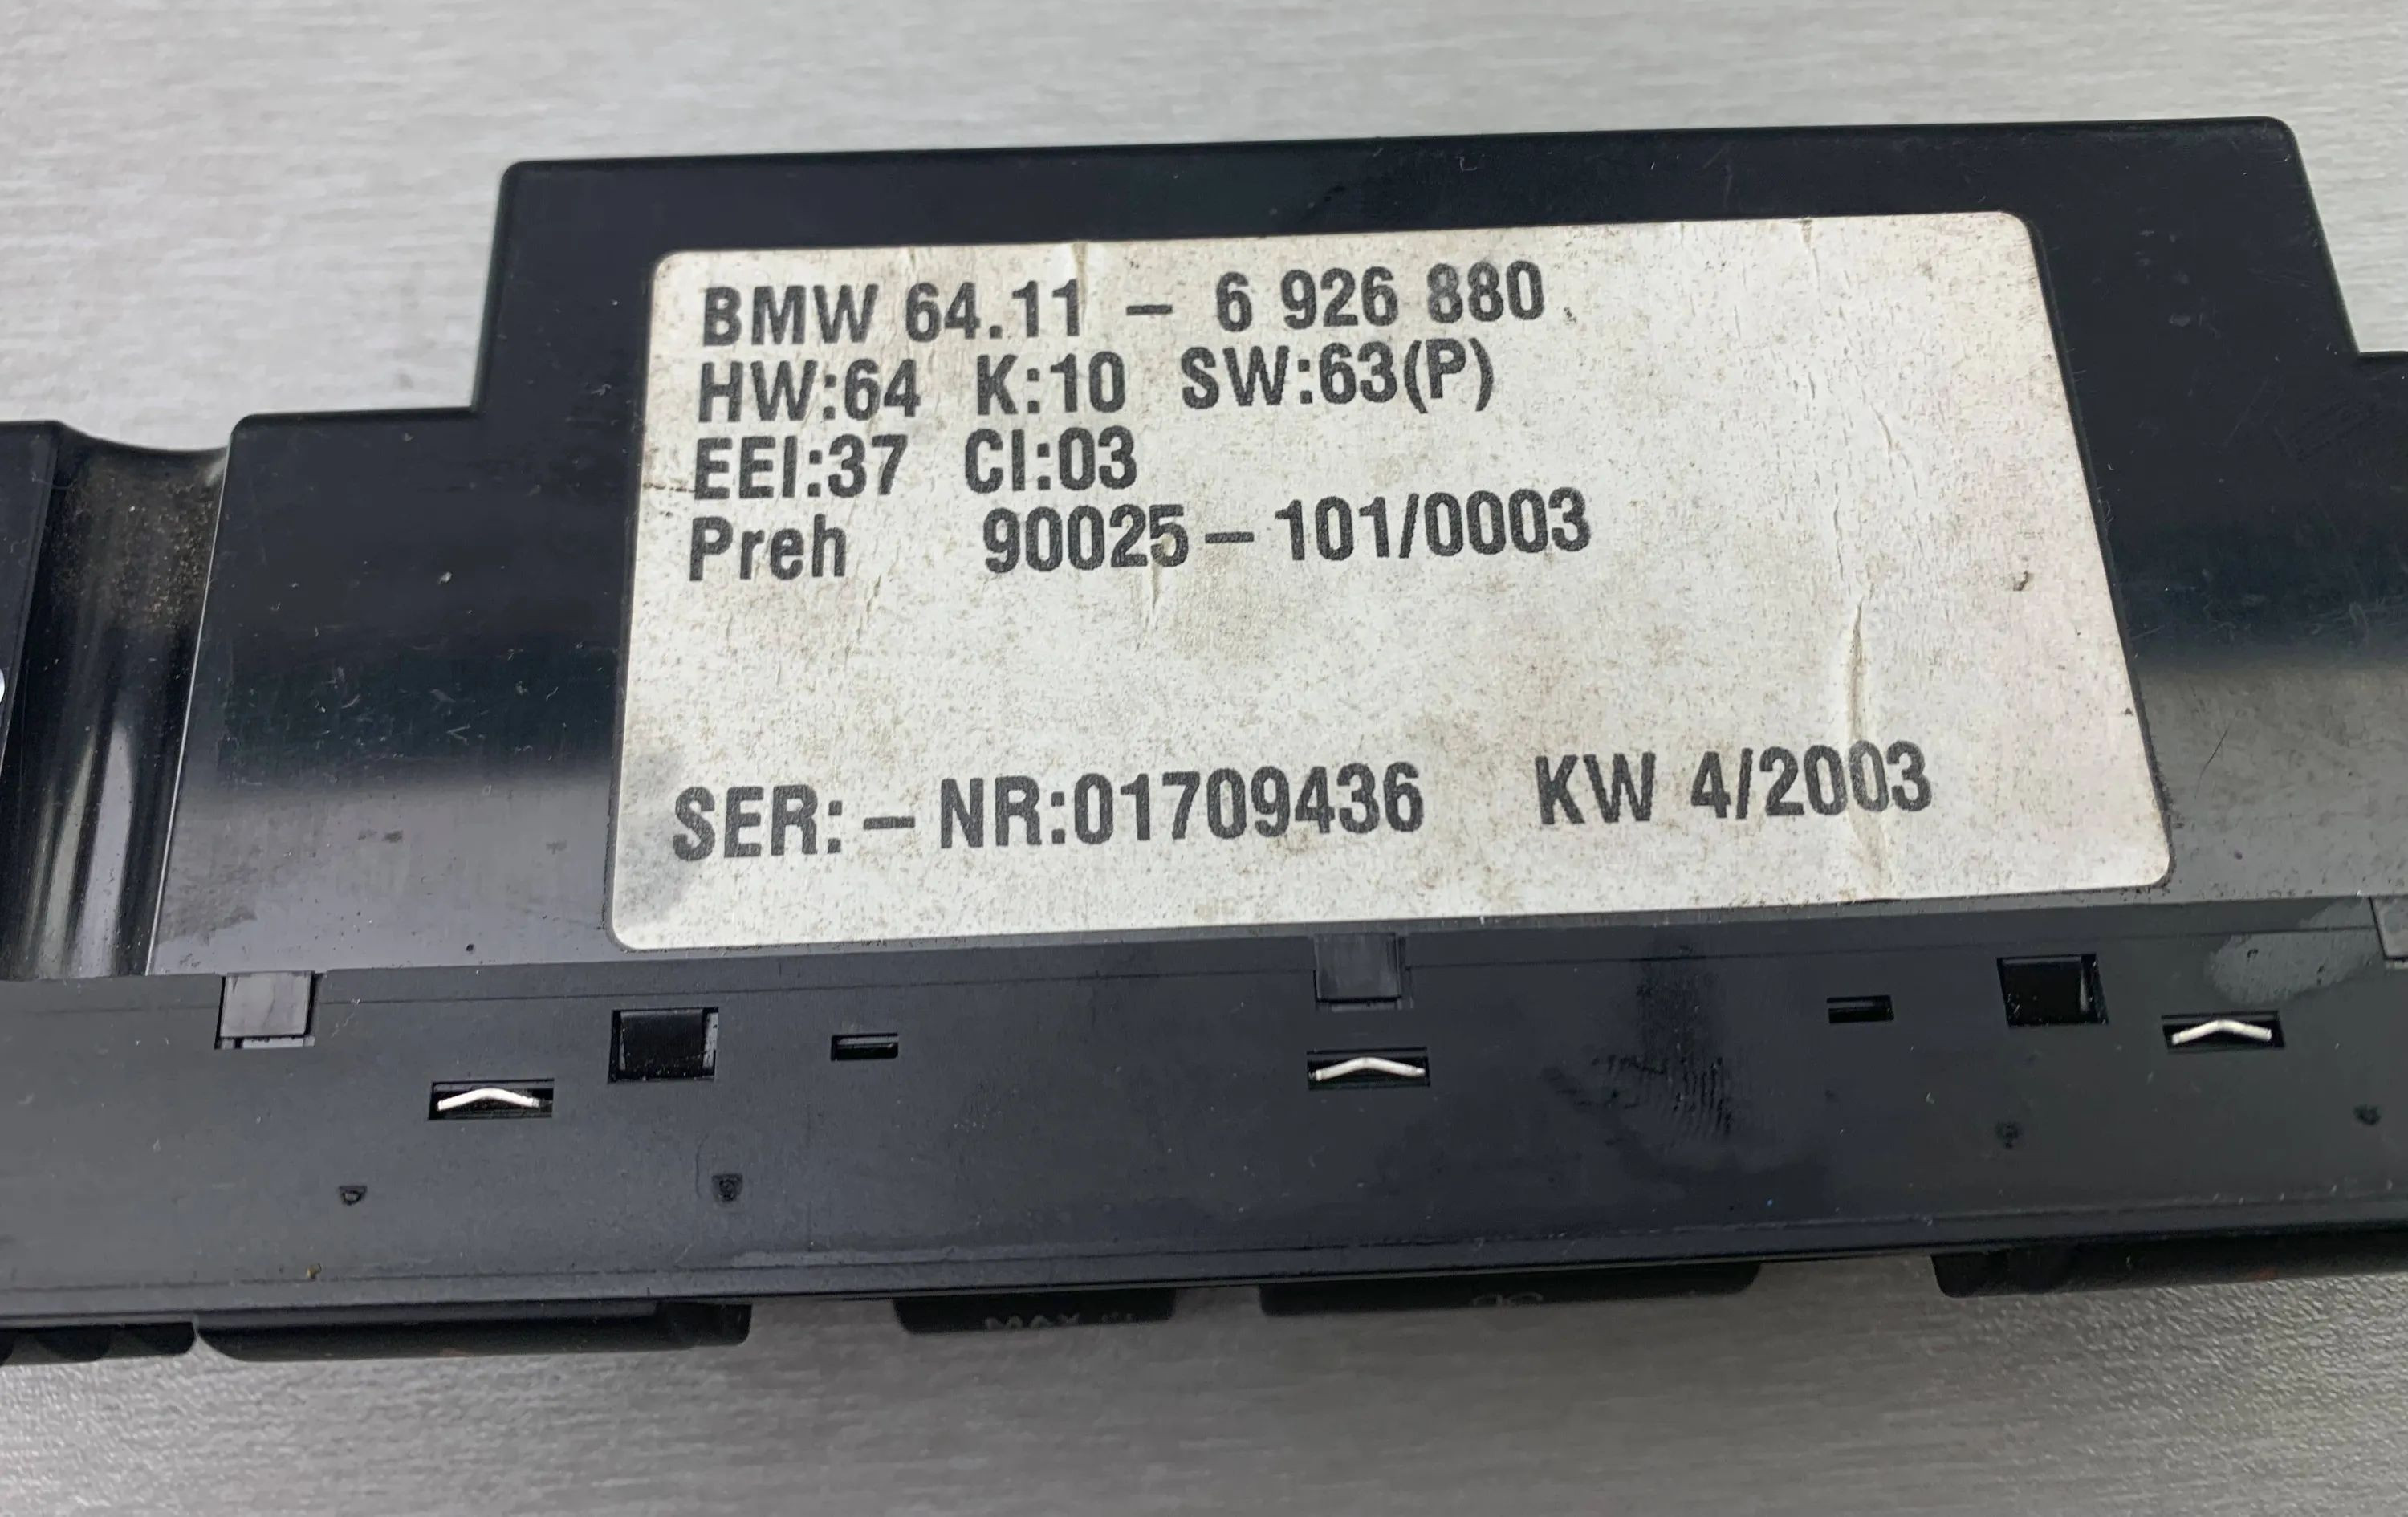 BMW 64.11 - 6 926 880
HW:64 K:10 SW:63(P)
EEI:37 CI:03
Preh 90025-101/0003
SER:-NR:01709436 KW 4/2003
MAX